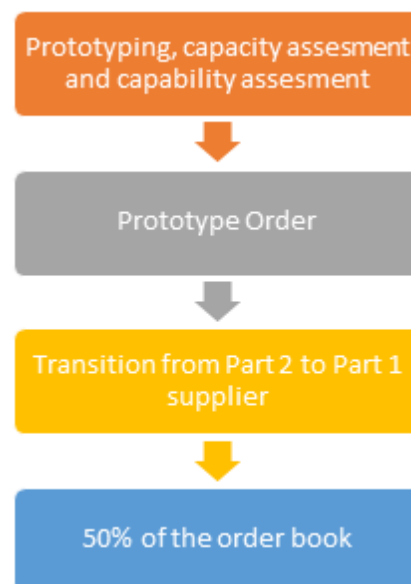 Prototyping, capacity assesment
and capability assesment
Prototype Order
Transition from Part 2 to Part 1
supplier
50% of the order book